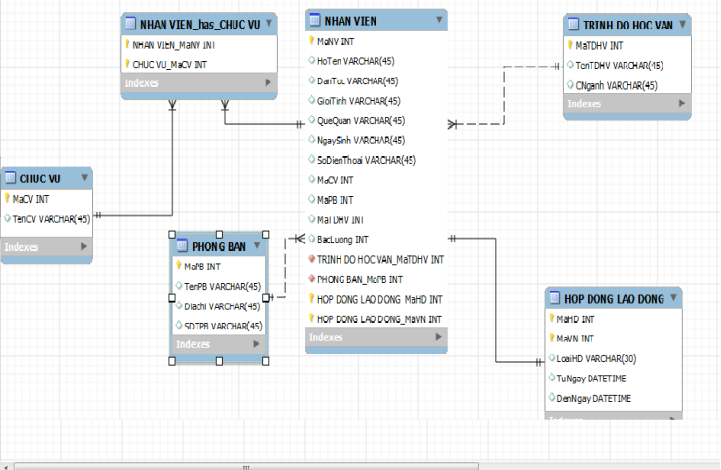 NHAN VIEN_has_CHUC VU
NHAN VIEN_MaNV INT
CHUC VU_MaCV INT
Indexes
NHAN VIEN
MaNV INT
HoTen VARCHAR(45)
DanToc VARCHAR(45)
GioiTinh VARCHAR(45)
QueQuan VARCHAR(45)
NgaySinh VARCHAR(45)
SoDienThoai VARCHAR(45)
MaCV INT
MaPB INT
MaTDHV INT
BacLuong INT
TRINH DO HOC VAN_MaTDHV INT
PHONG BAN_MaPB INT
HOP DONG LAO DONG_MaHD INT
HOP DONG LAO DONG_MaVN INT
Indexes
TRINH DO HOC VAN
MaTDHV INT
TenTDHV VARCHAR(45)
CNganh VARCHAR(45)
Indexes
CHUC VU
MaCV INT
TenCV VARCHAR(45)
Indexes
PHONG BAN
MaPB INT
TenPB VARCHAR(45)
Diachi VARCHAR(45)
SDTPB VARCHAR(45)
Indexes
HOP DONG LAO DONG
MaHD INT
MaVN INT
LoaiHD VARCHAR(30)
TuNgay DATETIME
DenNgay DATETIME
Indexes